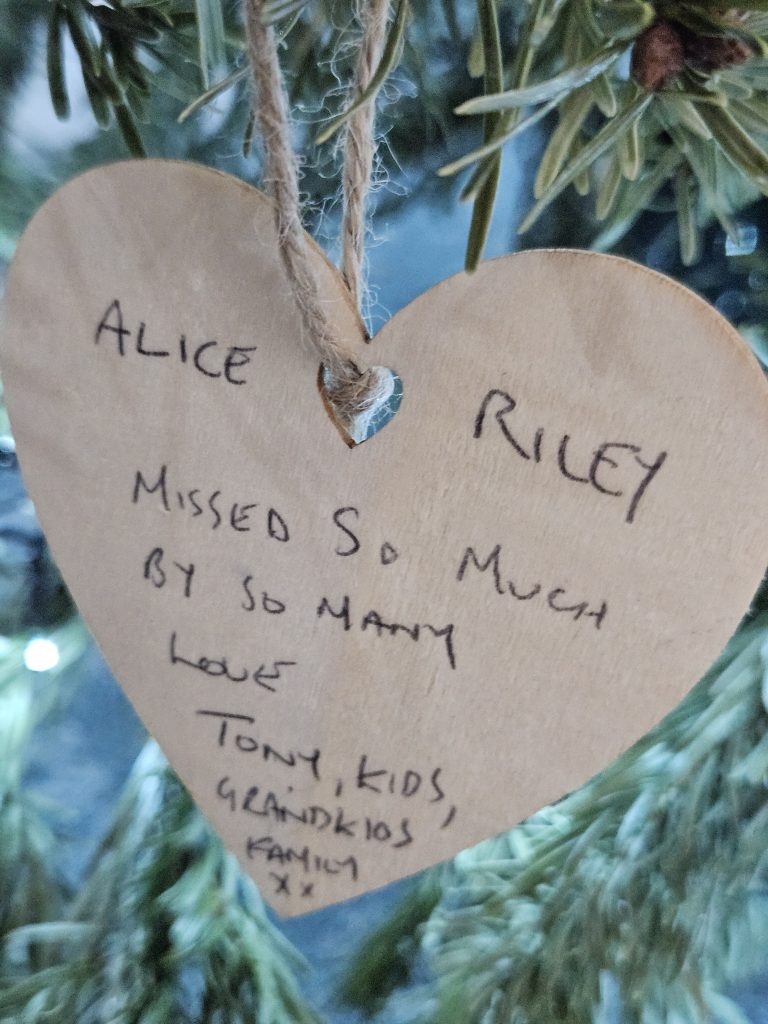 ALICE RILEY
MISSED SO MUCH
BY SO MANY
LOVE
TONY, KIDS,
GRANDKIDS
FAMILY
xx